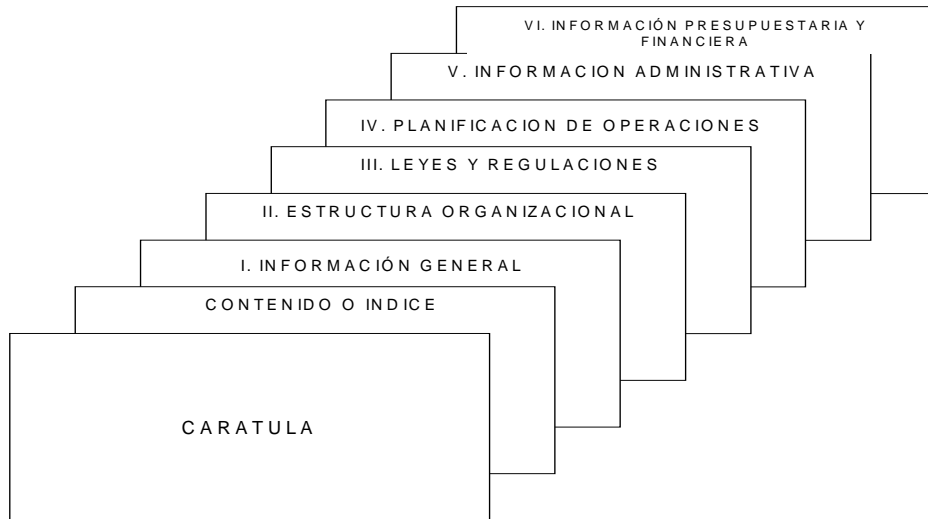 VI. INFORMACIÓN PRESUPUESTARIA Y
FINANCIERA
V. INFORMACION ADMINISTRATIVA
IV. PLANIFICACION DE OPERACIONES
III. LEYES Y REGULACIONES
II. ESTRUCTURA ORGANIZACIONAL
I. INFORMACIÓN GENERAL
CONTENIDO O INDICE
CARATULA